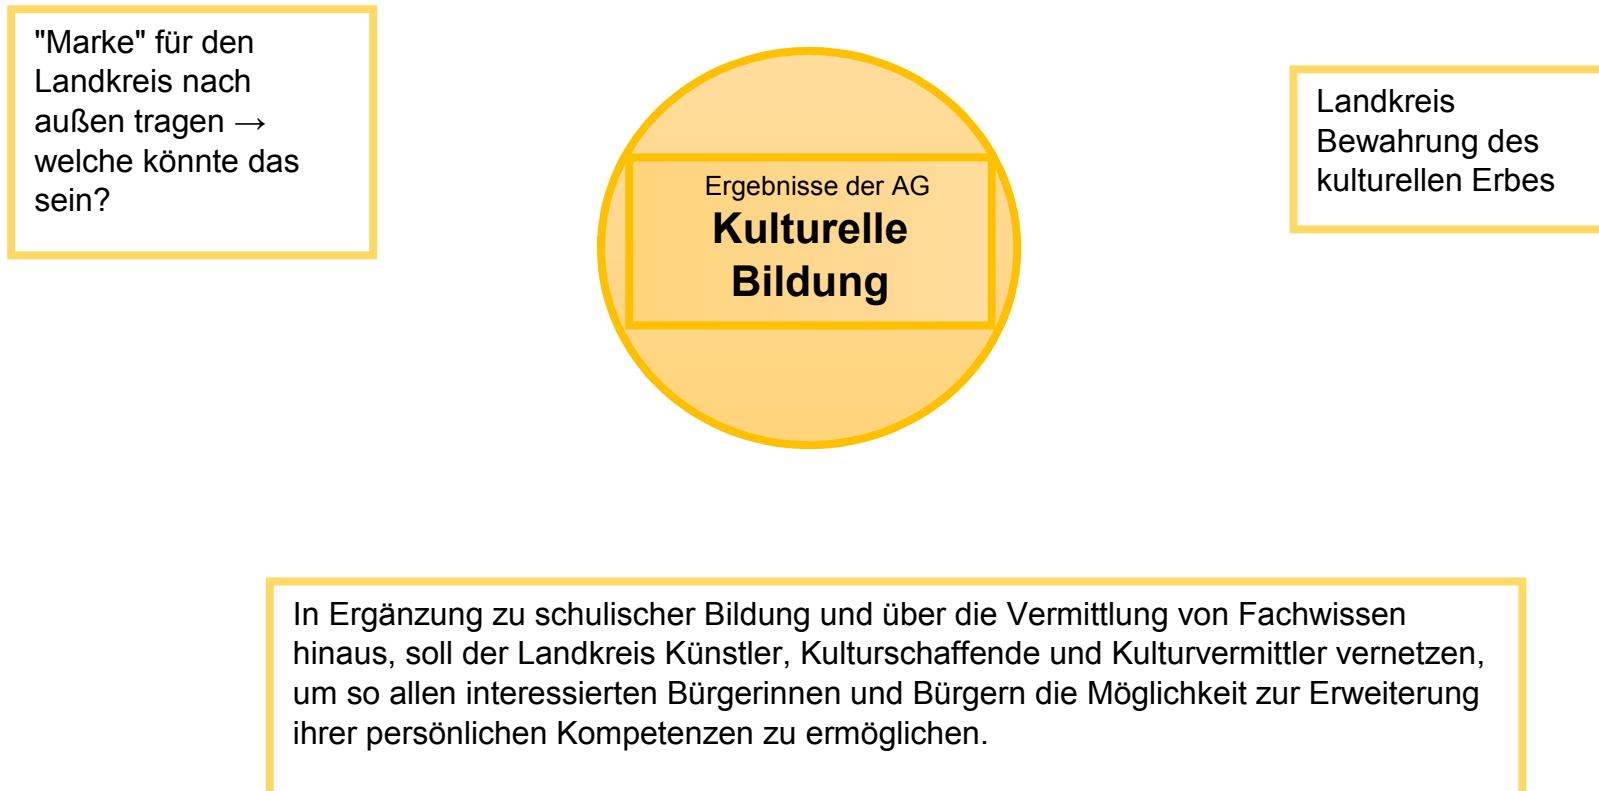 "Marke" für den
Landkreis nach
außen tragen →
welche könnte das
sein?
Ergebnisse der AG
Kulturelle
Bildung
Landkreis
Bewahrung des
kulturellen Erbes
In Ergänzung zu schulischer Bildung und über die Vermittlung von Fachwissen
hinaus, soll der Landkreis Künstler, Kulturschaffende und Kulturvermittler vernetzen,
um so allen interessierten Bürgerinnen und Bürgern die Möglichkeit zur Erweiterung
ihrer persönlichen Kompetenzen zu ermöglichen.